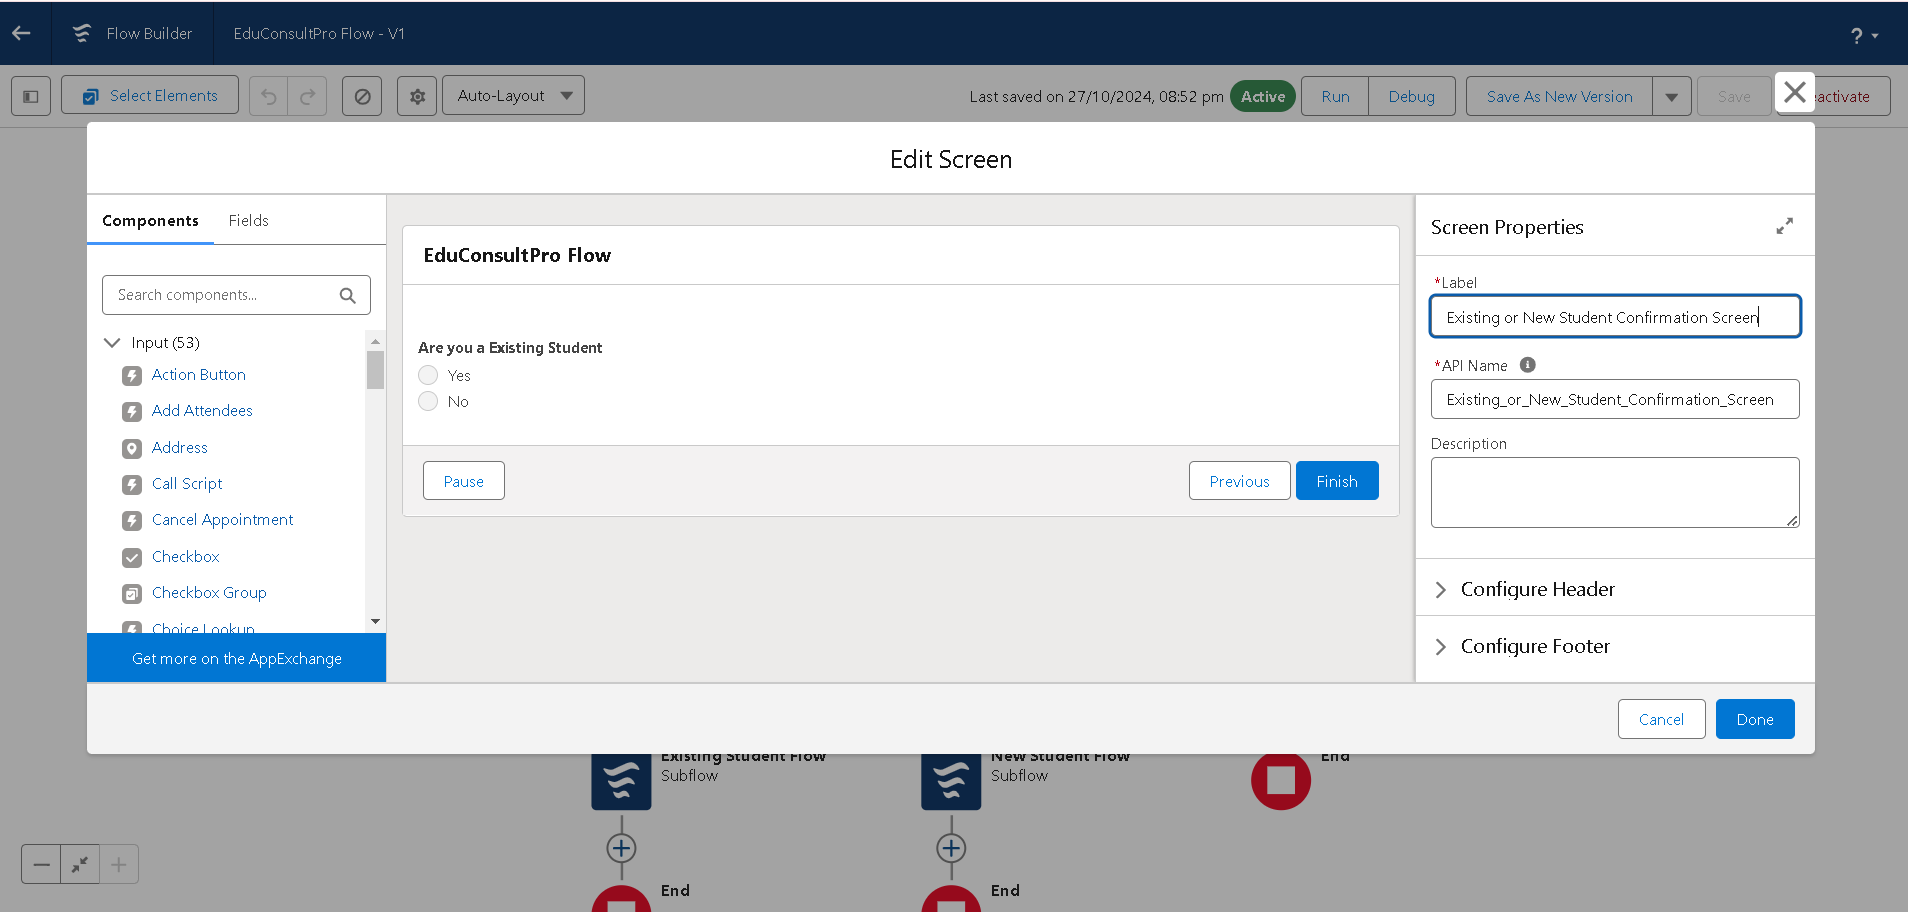 Flow Builder
EduConsultPro Flow - V1
?
Select Elements
Auto-Layout
Last saved on 27/10/2024, 08:52 pm
Active
Run
Debug
Save As New Version
Save
eactivate
Edit Screen
Components
Fields
Search components...
Input (53)
Action Button
Add Attendees
Address
Call Script
Cancel Appointment
Checkbox
Checkbox Group
Choice Lookup
Get more on the AppExchange
EduConsultPro Flow
Are you a Existing Student
Yes
No
Pause
Previous
Finish
Screen Properties
*Label
Existing or New Student Confirmation Screen
*API Name
Existing_or_New_Student_Confirmation_Screen
Description
Configure Header
Configure Footer
Cancel
Done
Existing Student Flow
Subflow
New Student Flow
Subflow
End
End
End